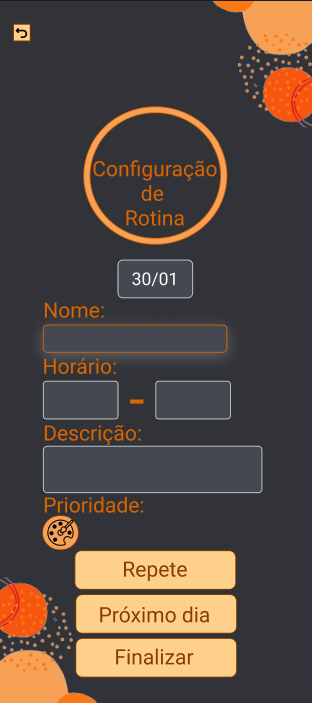 Configuração
de
Rotina
30/01
Nome:
Horário:
Descrição:
Prioridade:
Repete
Próximo dia
Finalizar